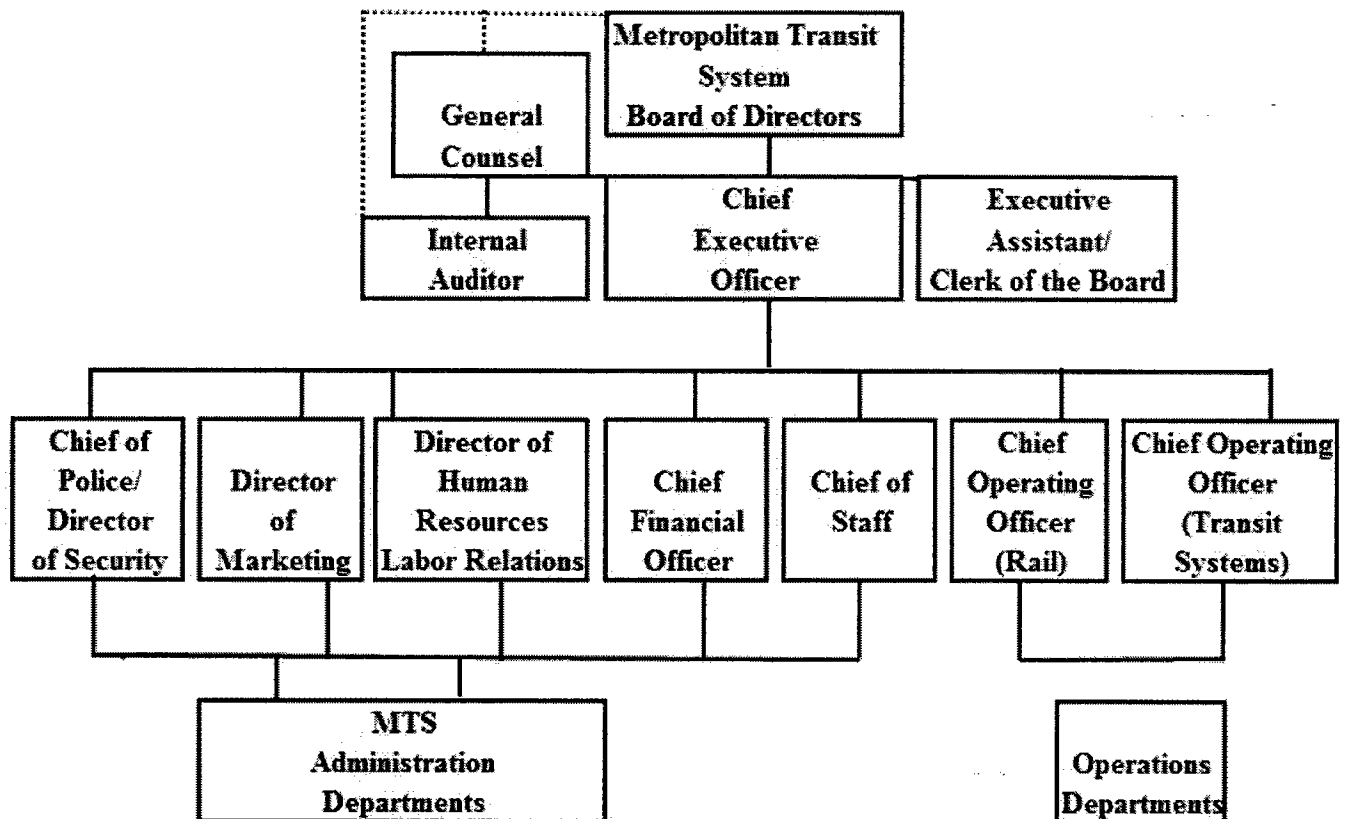 Metropolitan Transit
System
Board of Directors
General
Counsel
Chief
Executive
Officer
Executive
Assistant/
Clerk of the Board
Internal
Auditor
Chief of
Police/
Director
of Security
Director
of
Marketing
Director of
Human
Resources
Labor Relations
Chief
Financial
Officer
Chief of
Staff
Chief
Operating
Officer
(Rail)
Chief Operating
Officer
(Transit
Systems)
MTS
Administration
Departments
Operations
Departments